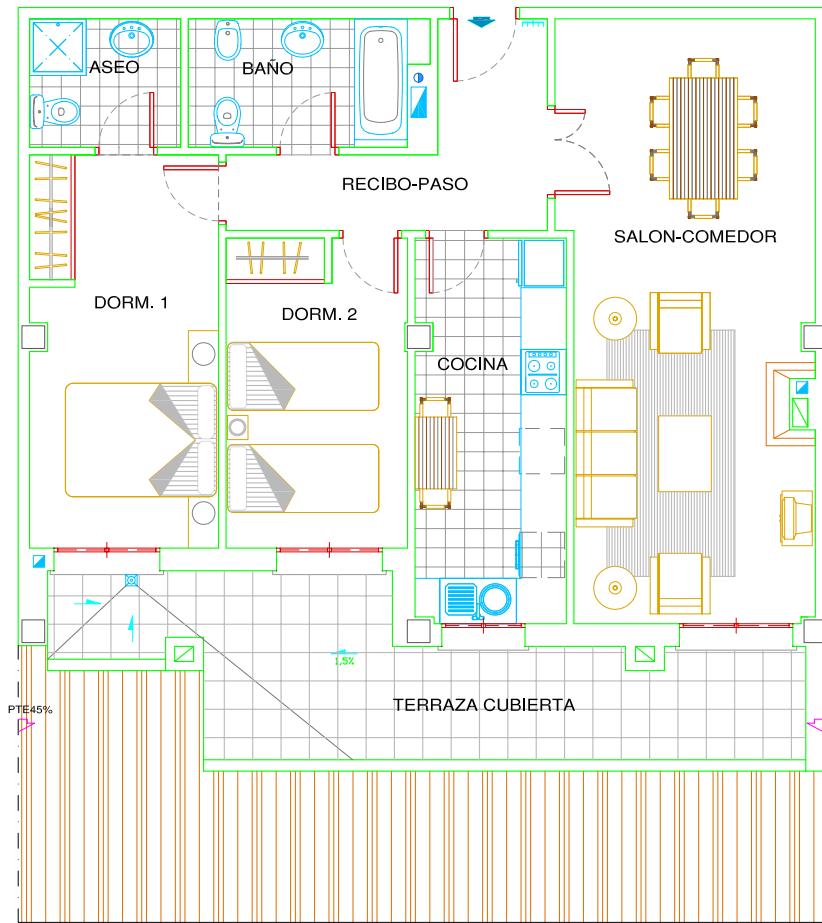 ASEO
BAÑO
RECIBO-PASO
SALON-COMEDOR
DORM. 1
DORM. 2
COCINA
1,5%
TERRAZA CUBIERTA
PTE45%